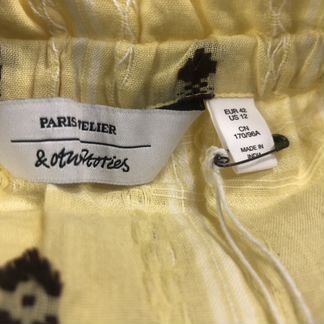 PARIS ATELIER
& other Stories
EUR 42
US 12
CN
170/96A
MADE IN
INDIA